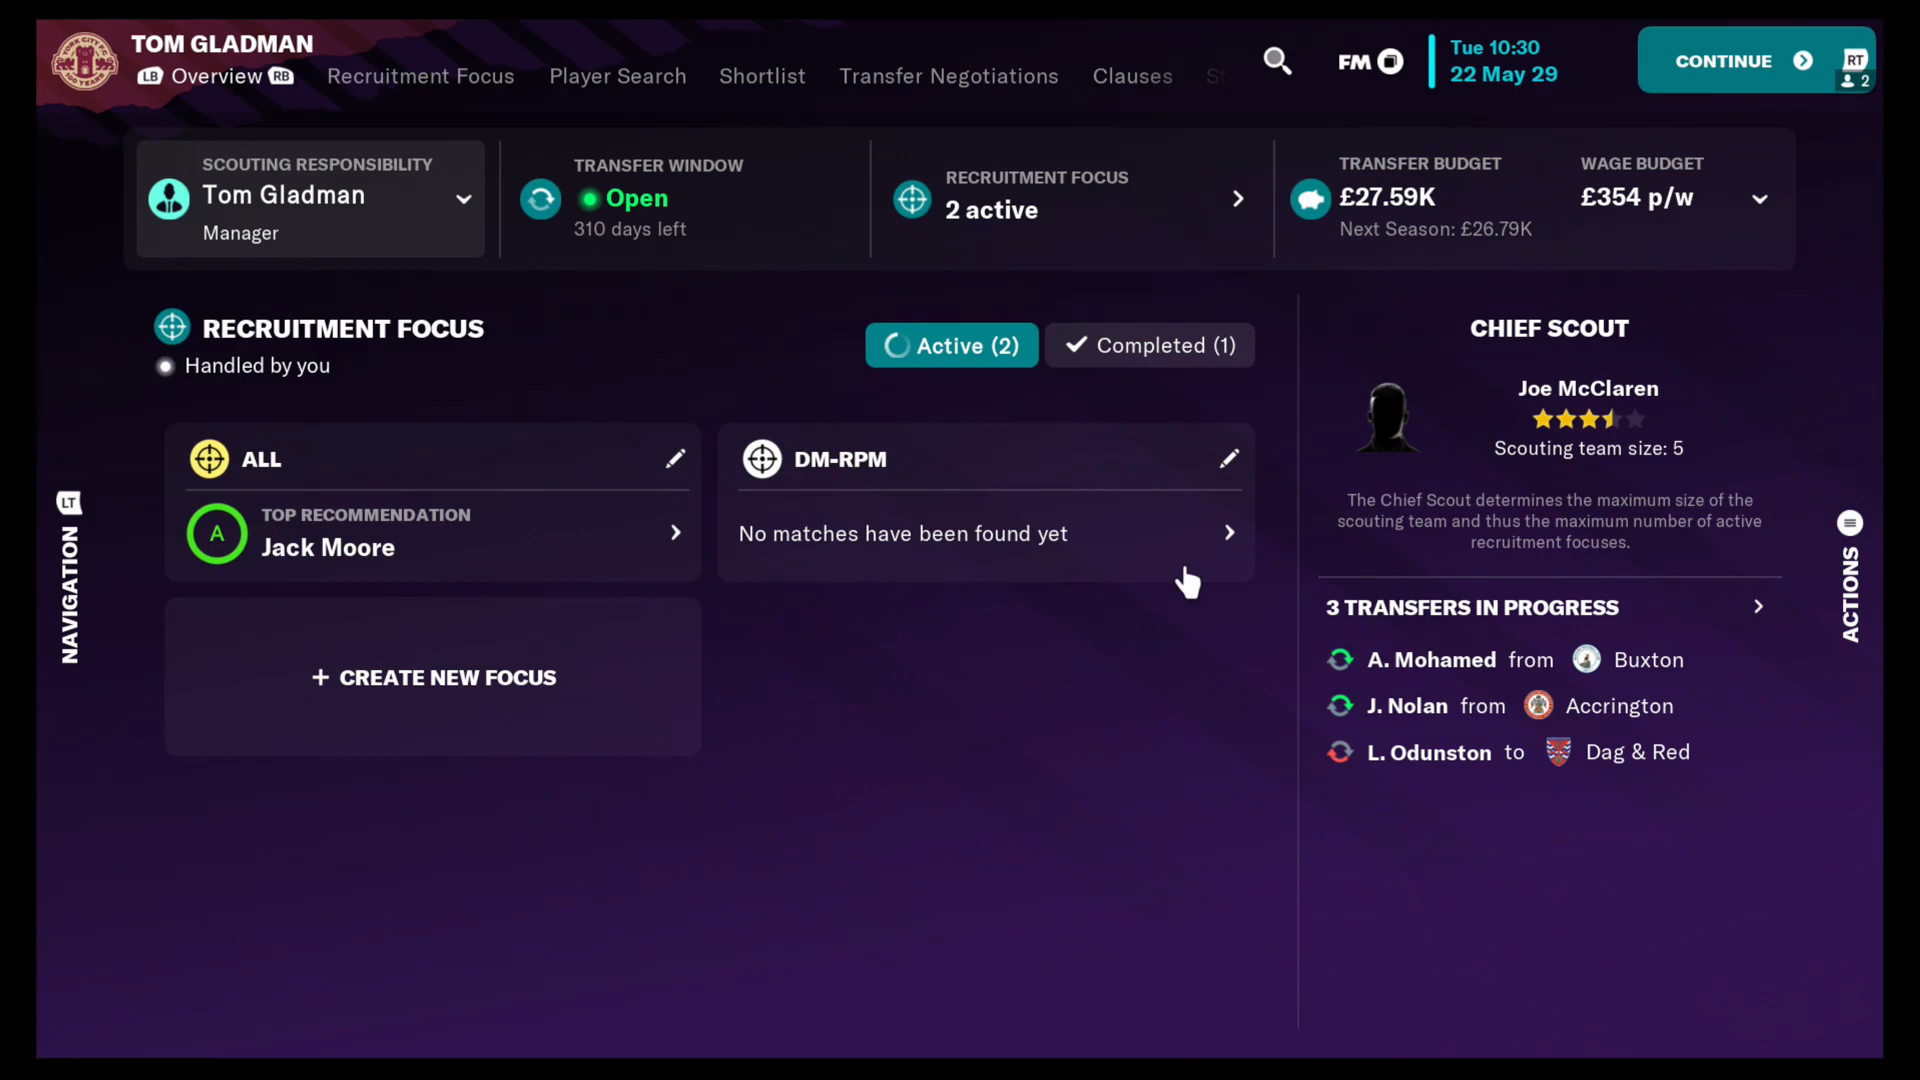 TOM GLADMAN
LB Overview RB Recruitment Focus Player Search Shortlist Transfer Negotiations Clauses St
FM
Tue 10:30
22 May 29
CONTINUE
RT
2
SCOUTING RESPONSIBILITY
Tom Gladman
Manager
TRANSFER WINDOW
Open
310 days left
RECRUITMENT FOCUS
2 active
TRANSFER BUDGET
£27.59K
Next Season: £26.79K
WAGE BUDGET
£354 p/w
RECRUITMENT FOCUS
Handled by you
Active (2)
Completed (1)
ALL
A
TOP RECOMMENDATION
Jack Moore
DM-RPM
No matches have been found yet
+ CREATE NEW FOCUS
CHIEF SCOUT
Joe McClaren
Scouting team size: 5
The Chief Scout determines the maximum size of the
scouting team and thus the maximum number of active
recruitment focuses.
3 TRANSFERS IN PROGRESS
A. Mohamed from Buxton
J. Nolan from Accrington
L. Odunston to Dag & Red
LT
NAVIGATION
ACTIONS